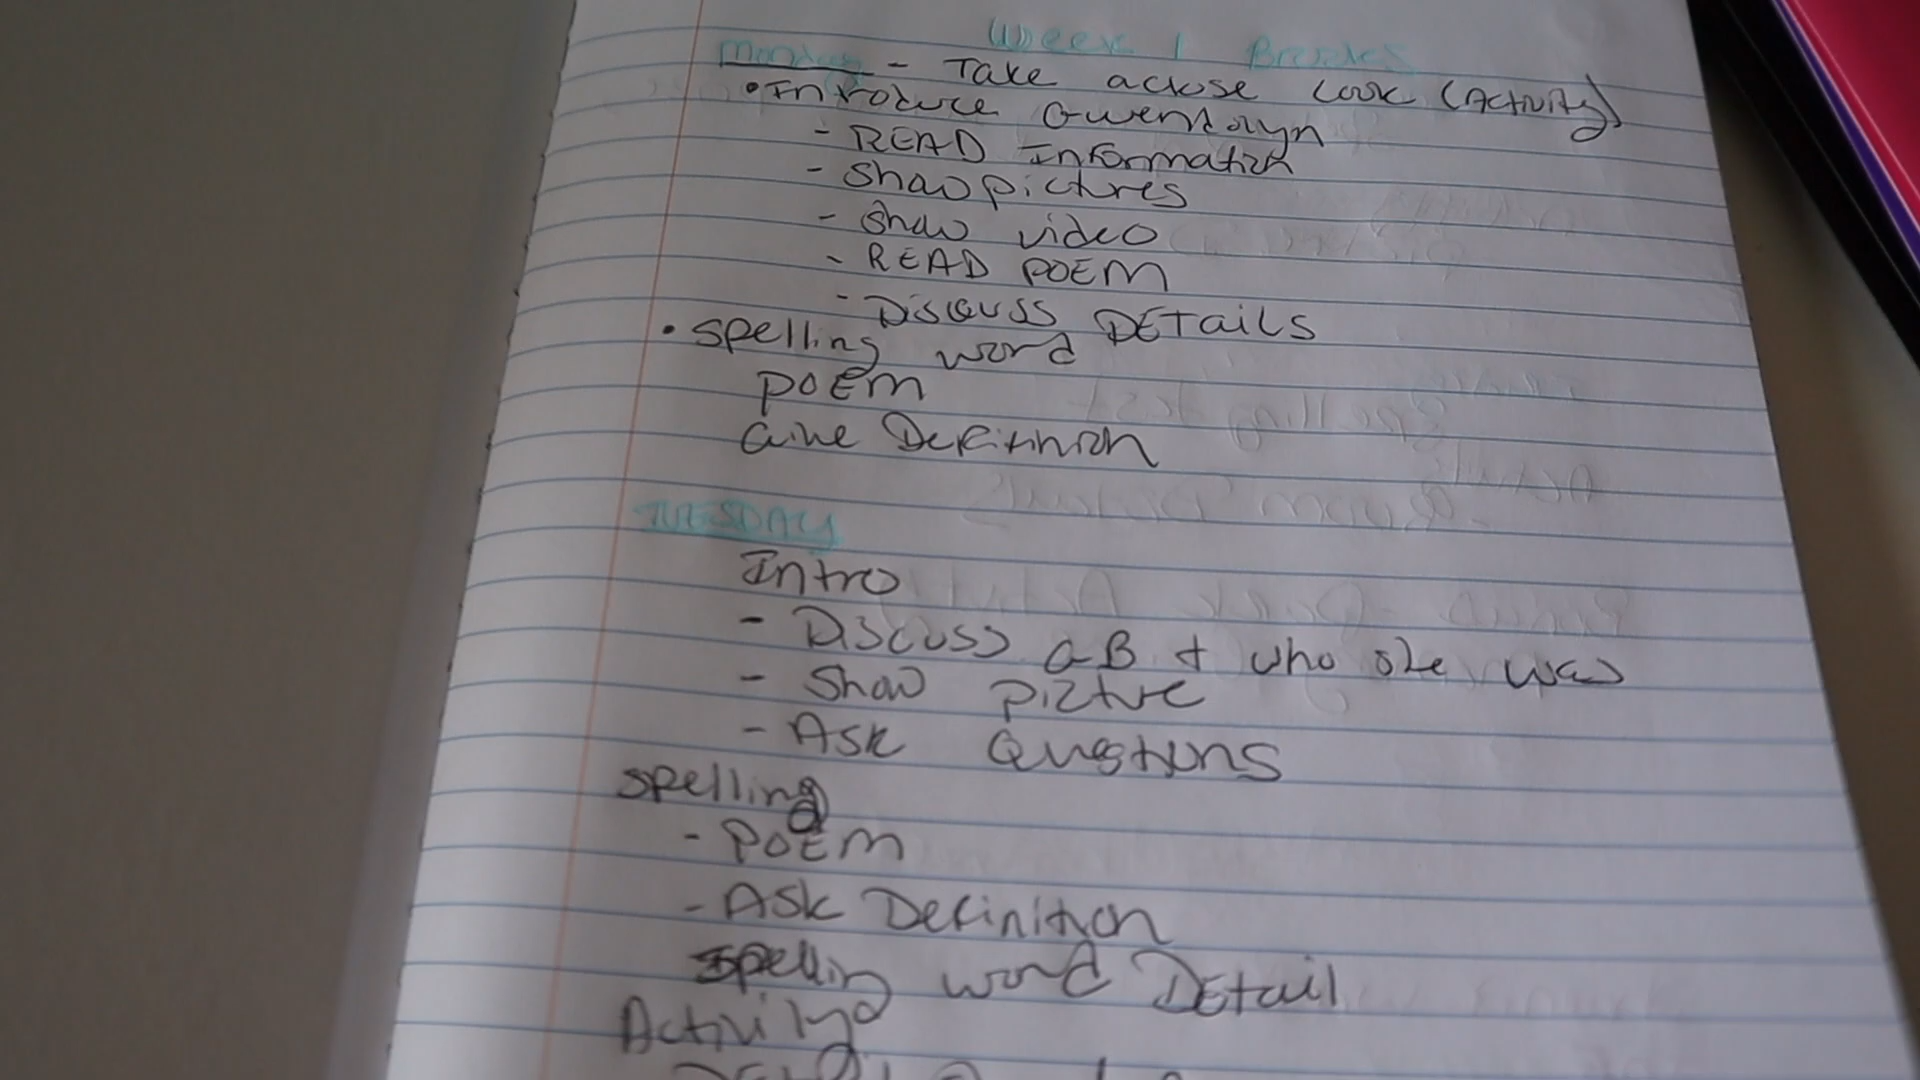 Week 1 Brooks
Monday - Take a close look (Activity)
• Introduce Gwendolyn
- READ Information
- Show pictures
- Show video
- READ POEM
- Discuss DETAILS
• spelling word
POEM
Give Definition
TUESDAY
Intro
- Discuss GB + who she was
- Show picture
- Ask Questions
spelling
- POEM
- Ask Definition
Spelling word DEtail
Activity